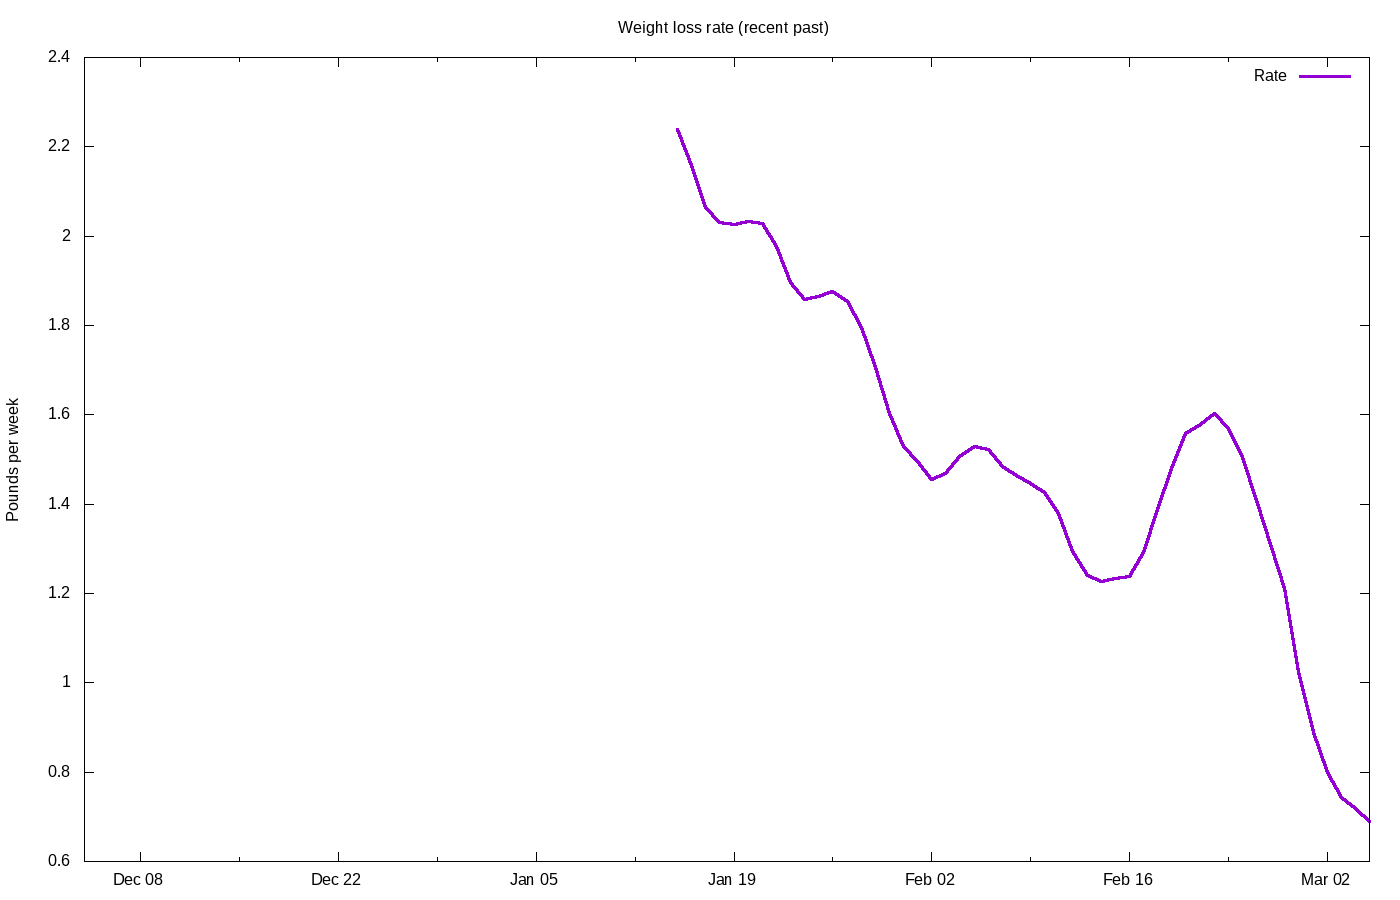 Weight loss rate (recent past)
Rate
Pounds per week
2.4
2.2
2
1.8
1.6
1.4
1.2
1
0.8
0.6
Dec 08
Dec 22
Jan 05
Jan 19
Feb 02
Feb 16
Mar 02